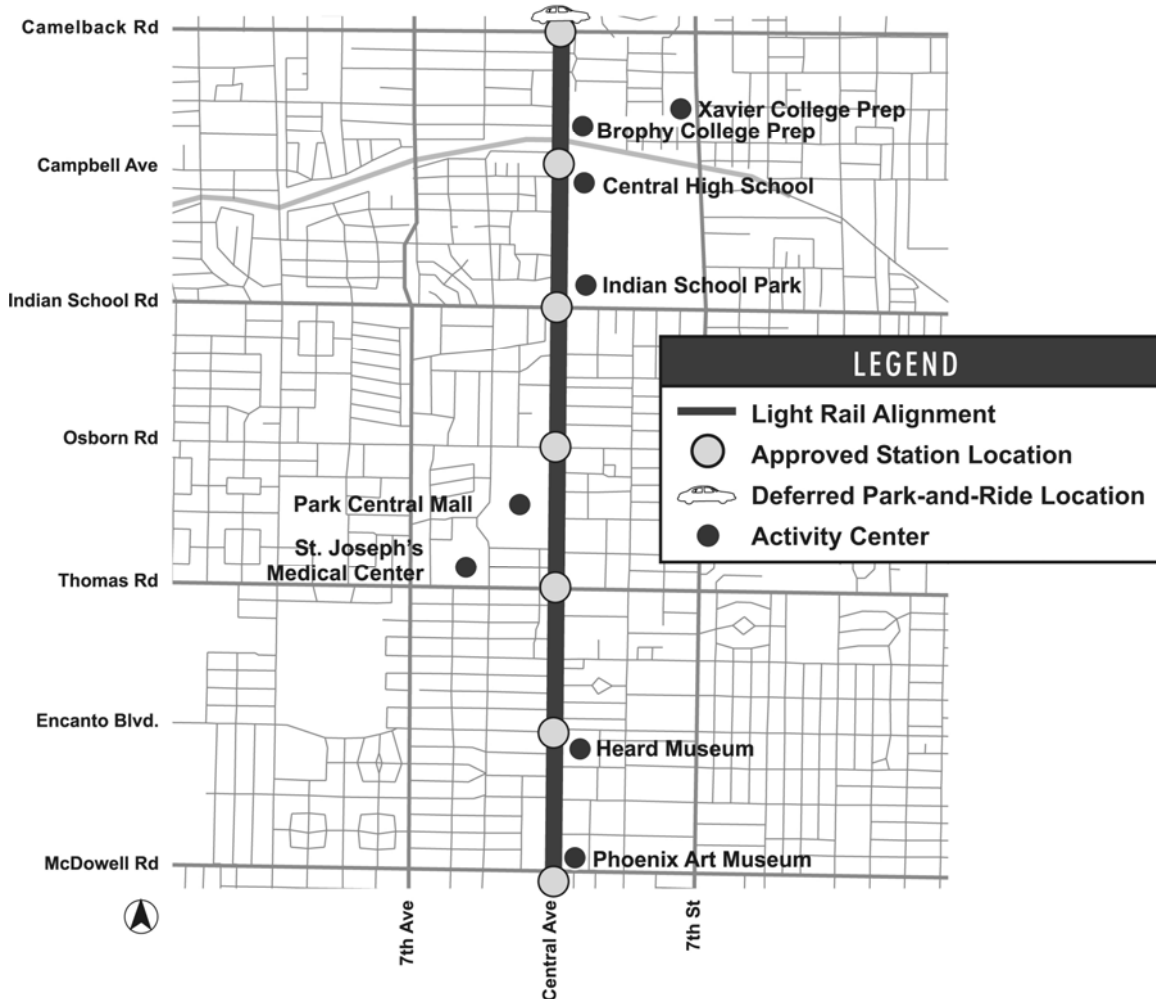 Camelback Rd
Xavier College Prep
Brophy College Prep
Campbell Ave
Central High School
Indian School Park
Indian School Rd
LEGEND
Light Rail Alignment
Approved Station Location
Deferred Park-and-Ride Location
Activity Center
Osborn Rd
Park Central Mall
St. Joseph's
Medical Center
Thomas Rd
Encanto Blvd.
Heard Museum
McDowell Rd
Phoenix Art Museum
7th Ave
Central Ave
7th St